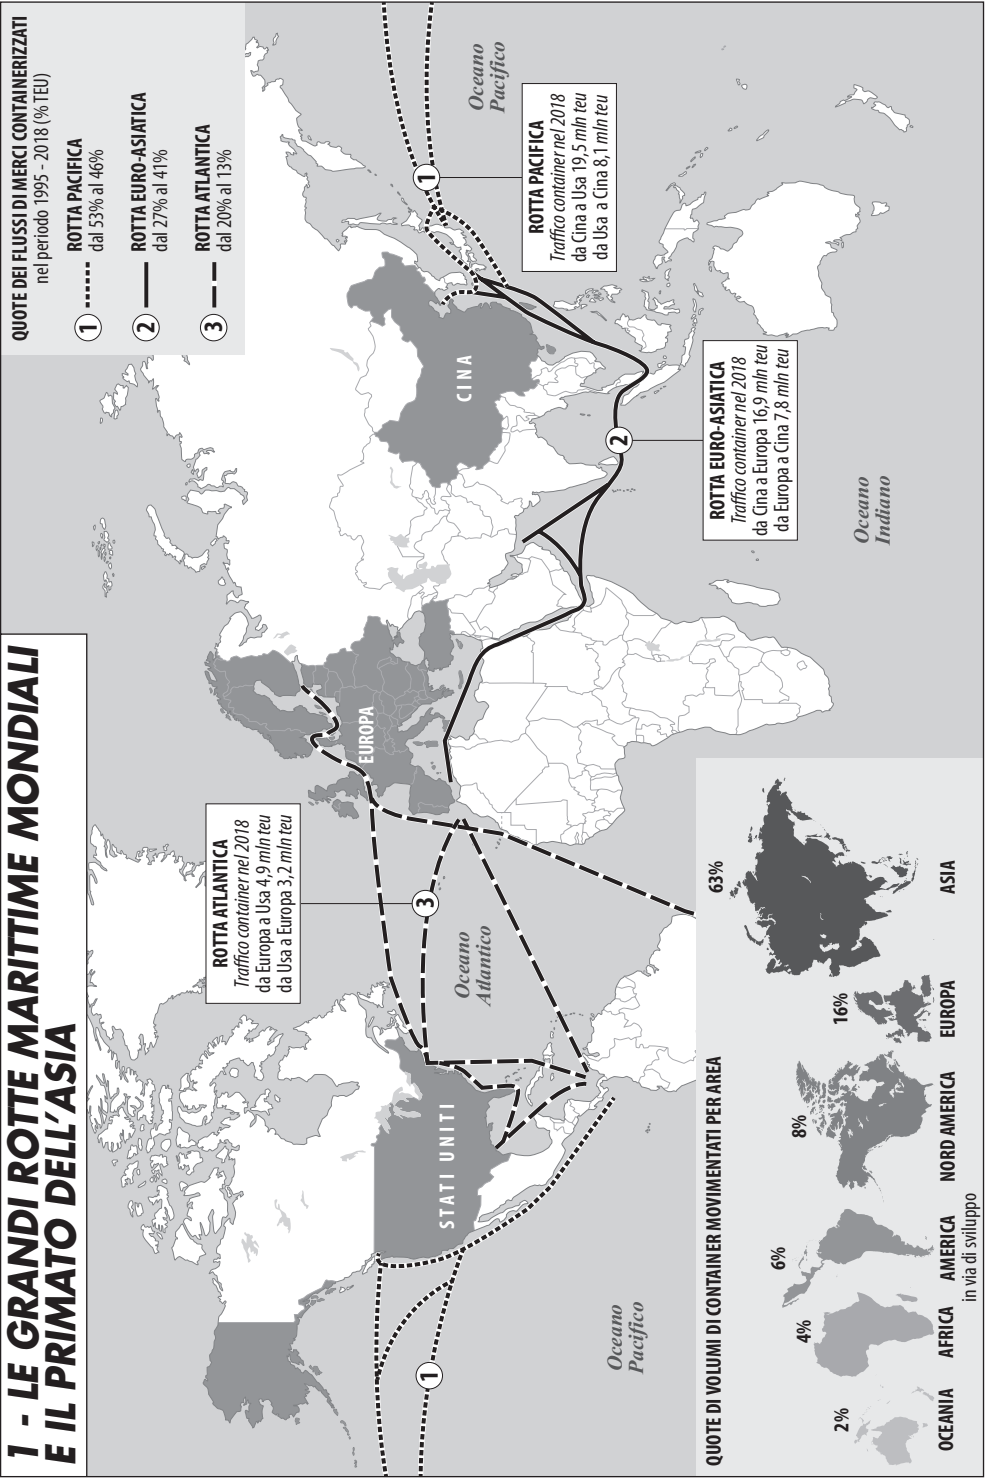 1 - LE GRANDI ROTTE MARITTIME MONDIALI
E IL PRIMATO DELL'ASIA
QUOTE DEI FLUSSI DI MERCI CONTAINERIZZATI
nel periodo 1995 - 2018 (% TEU)
1 ROTTA PACIFICA
dal 53% al 46%
2 ROTTA EURO-ASIATICA
dal 27% al 41%
3 ROTTA ATLANTICA
dal 20% al 13%
ROTTA ATLANTICA
Traffico container nel 2018
da Europa a Usa 4,9 mln teu
da Usa a Europa 3,2 mln teu
3
EUROPA
CINA
STATI UNITI
Oceano
Atlantico
Oceano
Pacifico
1
ROTTA PACIFICA
Traffico container nel 2018
da Cina a Usa 19,5 mln teu
da Usa a Cina 8,1 mln teu
1
Oceano
Pacifico
2
ROTTA EURO-ASIATICA
Traffico container nel 2018
da Cina a Europa 16,9 mln teu
da Europa a Cina 7,8 mln teu
Oceano
Indiano
QUOTE DI VOLUMI DI CONTAINER MOVIMENTATI PER AREA
2%
4%
6%
8%
16%
63%
OCEANIA
AFRICA
AMERICA
in via di sviluppo
NORD AMERICA
EUROPA
ASIA